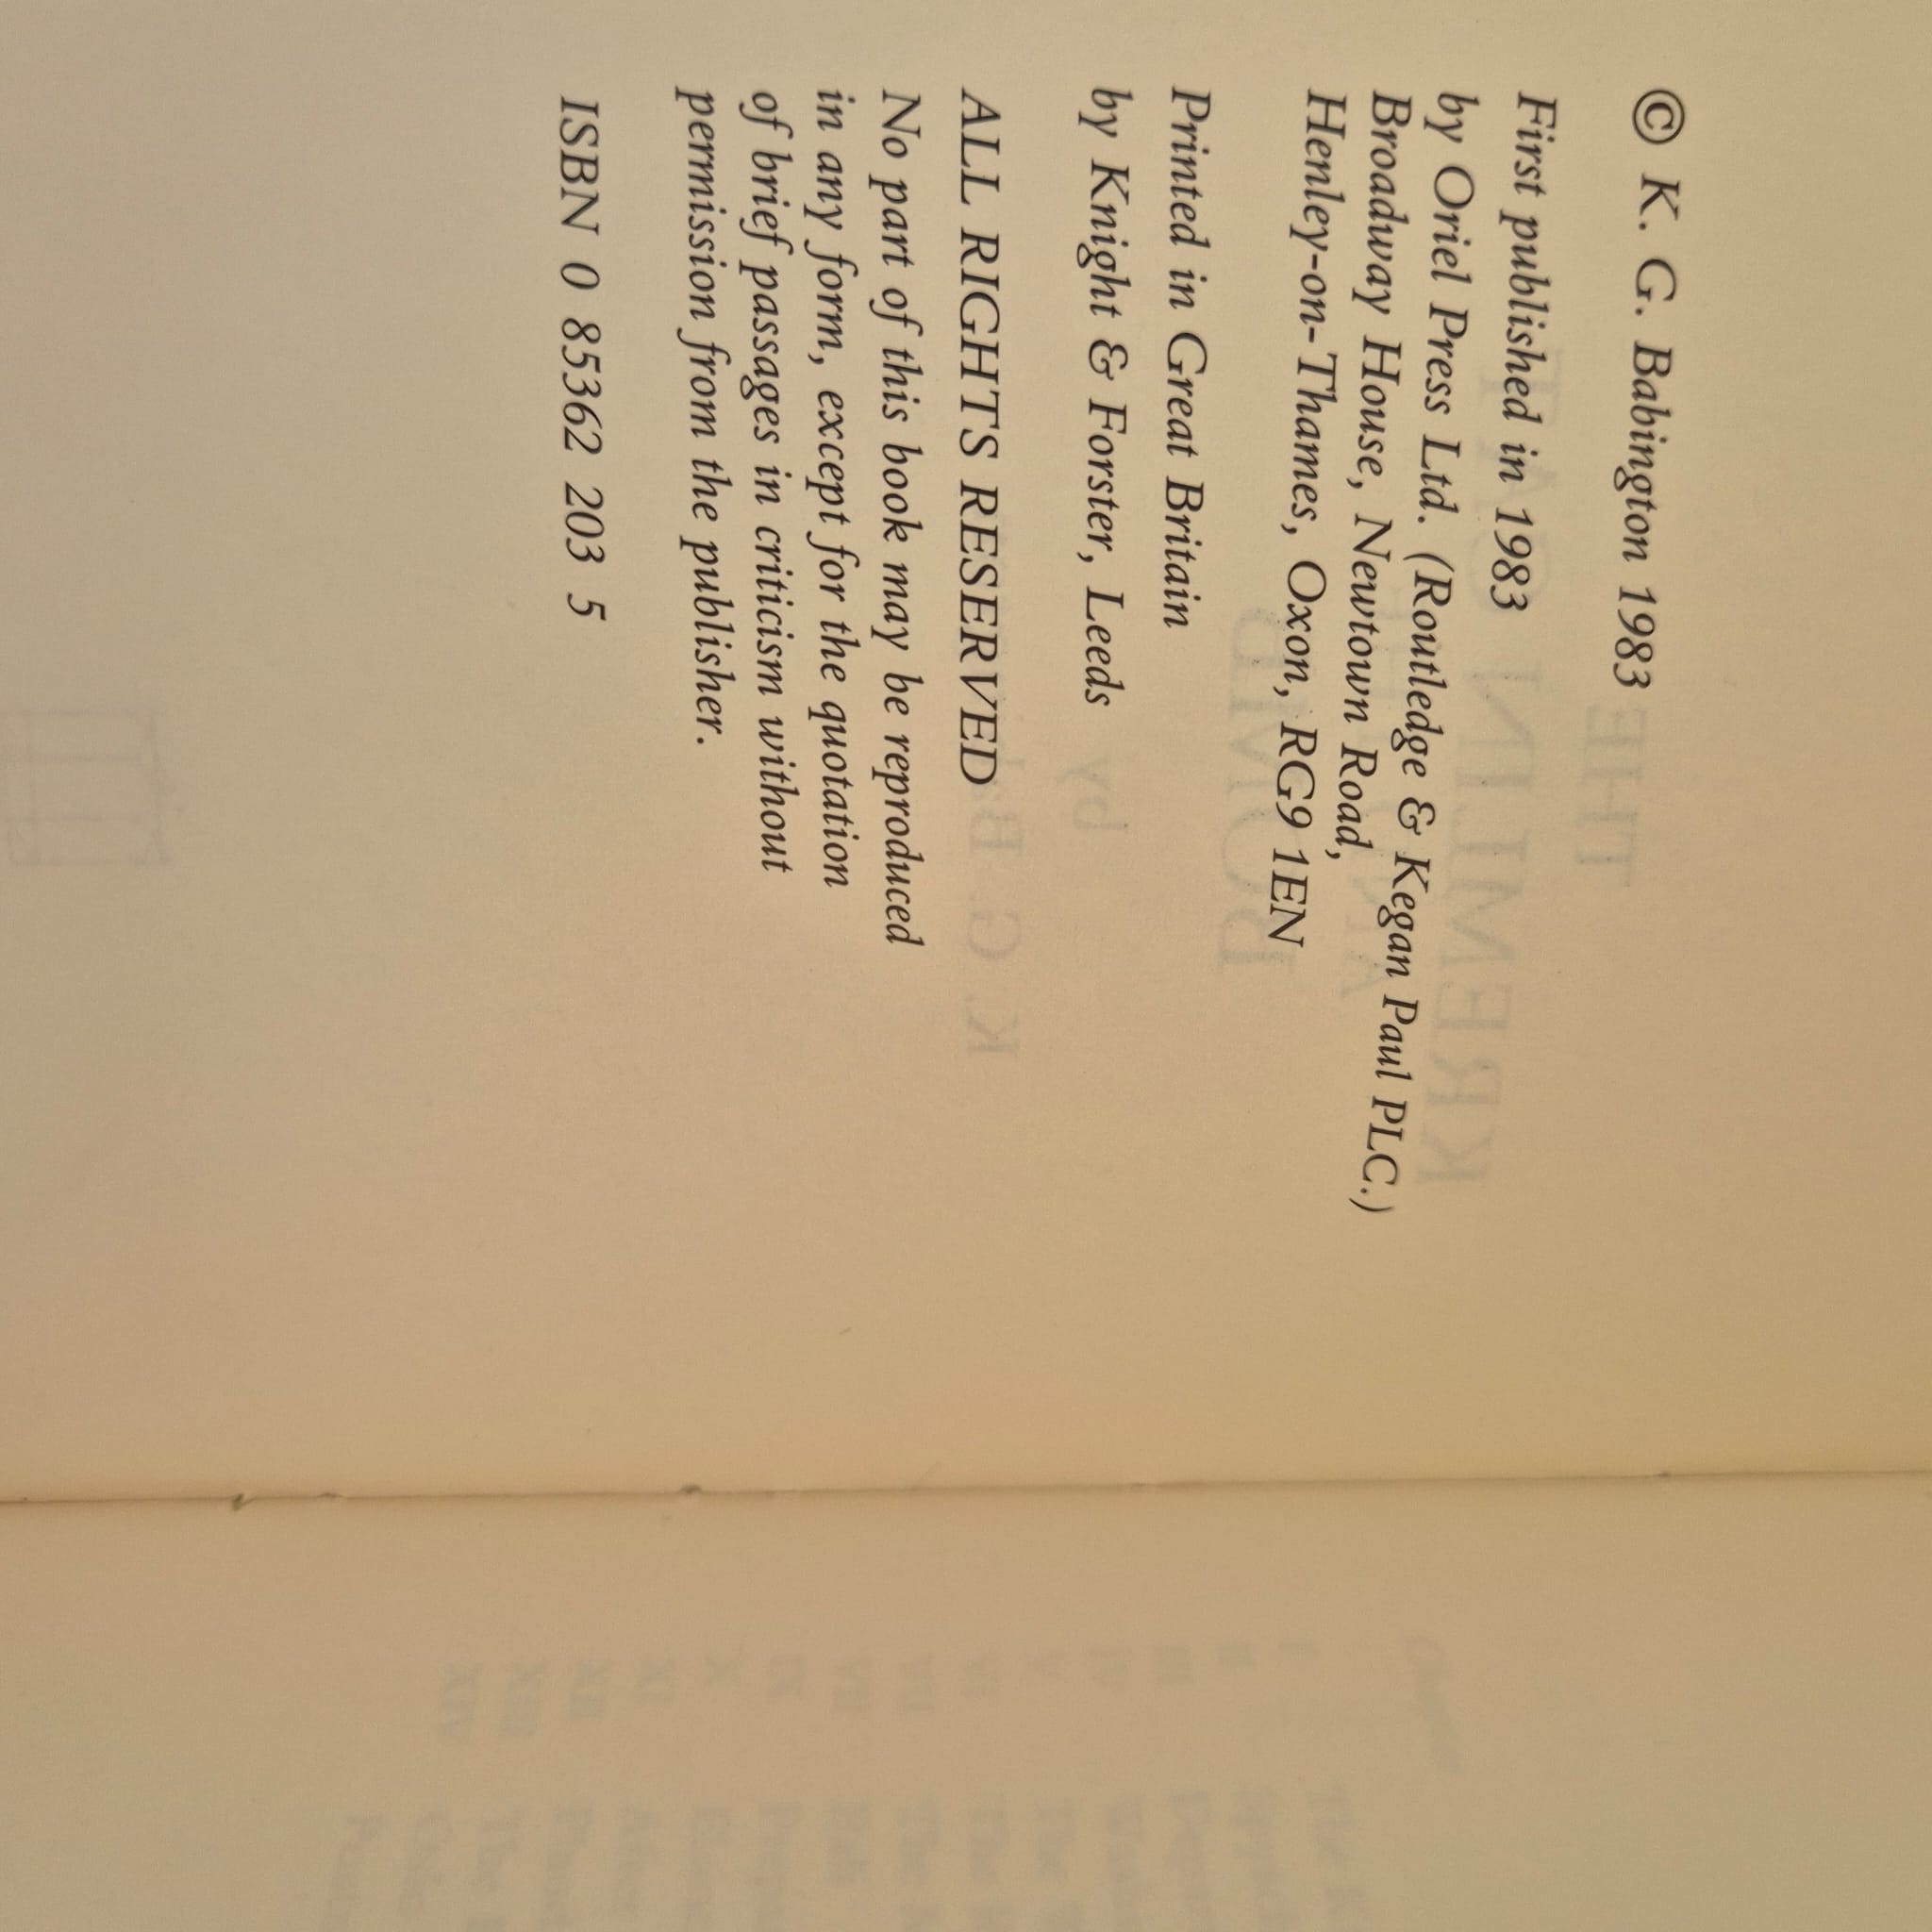 © K. G. Babington 1983
First published in 1983
by Oriel Press Ltd. (Routledge & Kegan Paul PLC.)
Broadway House, Newtown Road,
Henley-on-Thames, Oxon, RG9 1EN
Printed in Great Britain
by Knight & Forster, Leeds
ALL RIGHTS RESERVED
No part of this book may be reproduced
in any form, except for the quotation
of brief passages in criticism without
permission from the publisher.
ISBN 0 85362 203 5